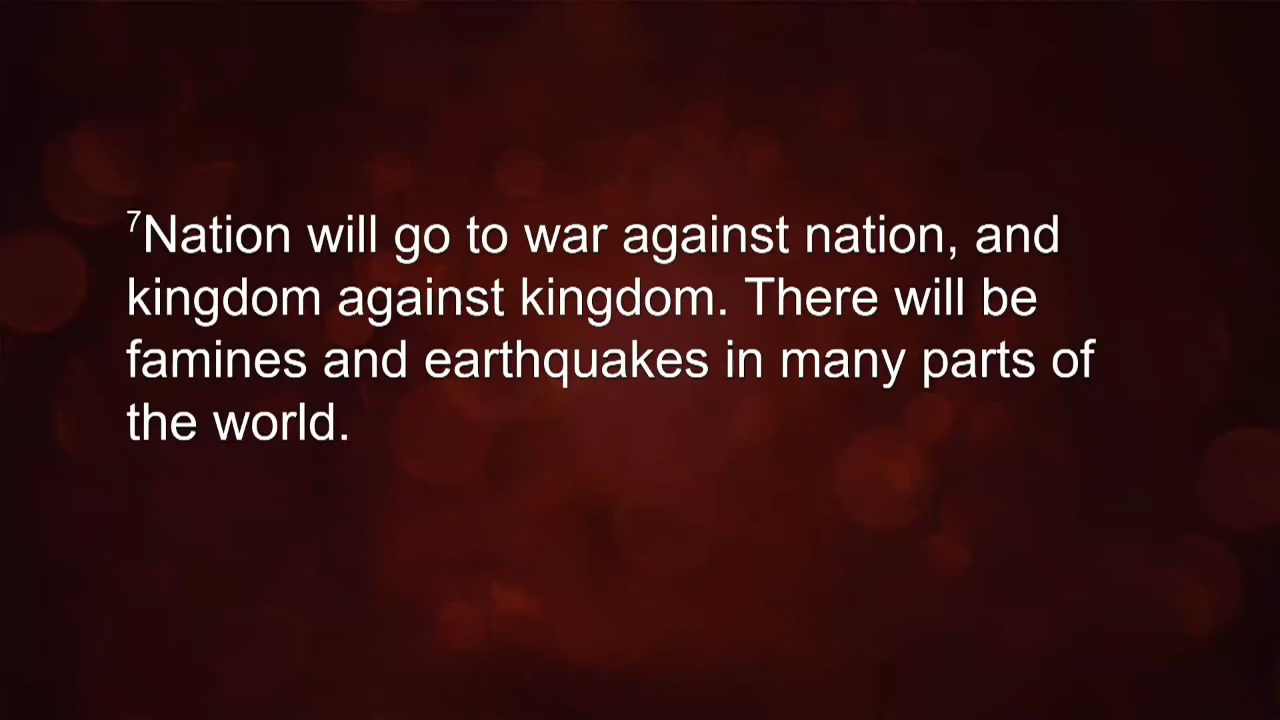 ⁷Nation will go to war against nation, and
kingdom against kingdom. There will be
famines and earthquakes in many parts of
the world.